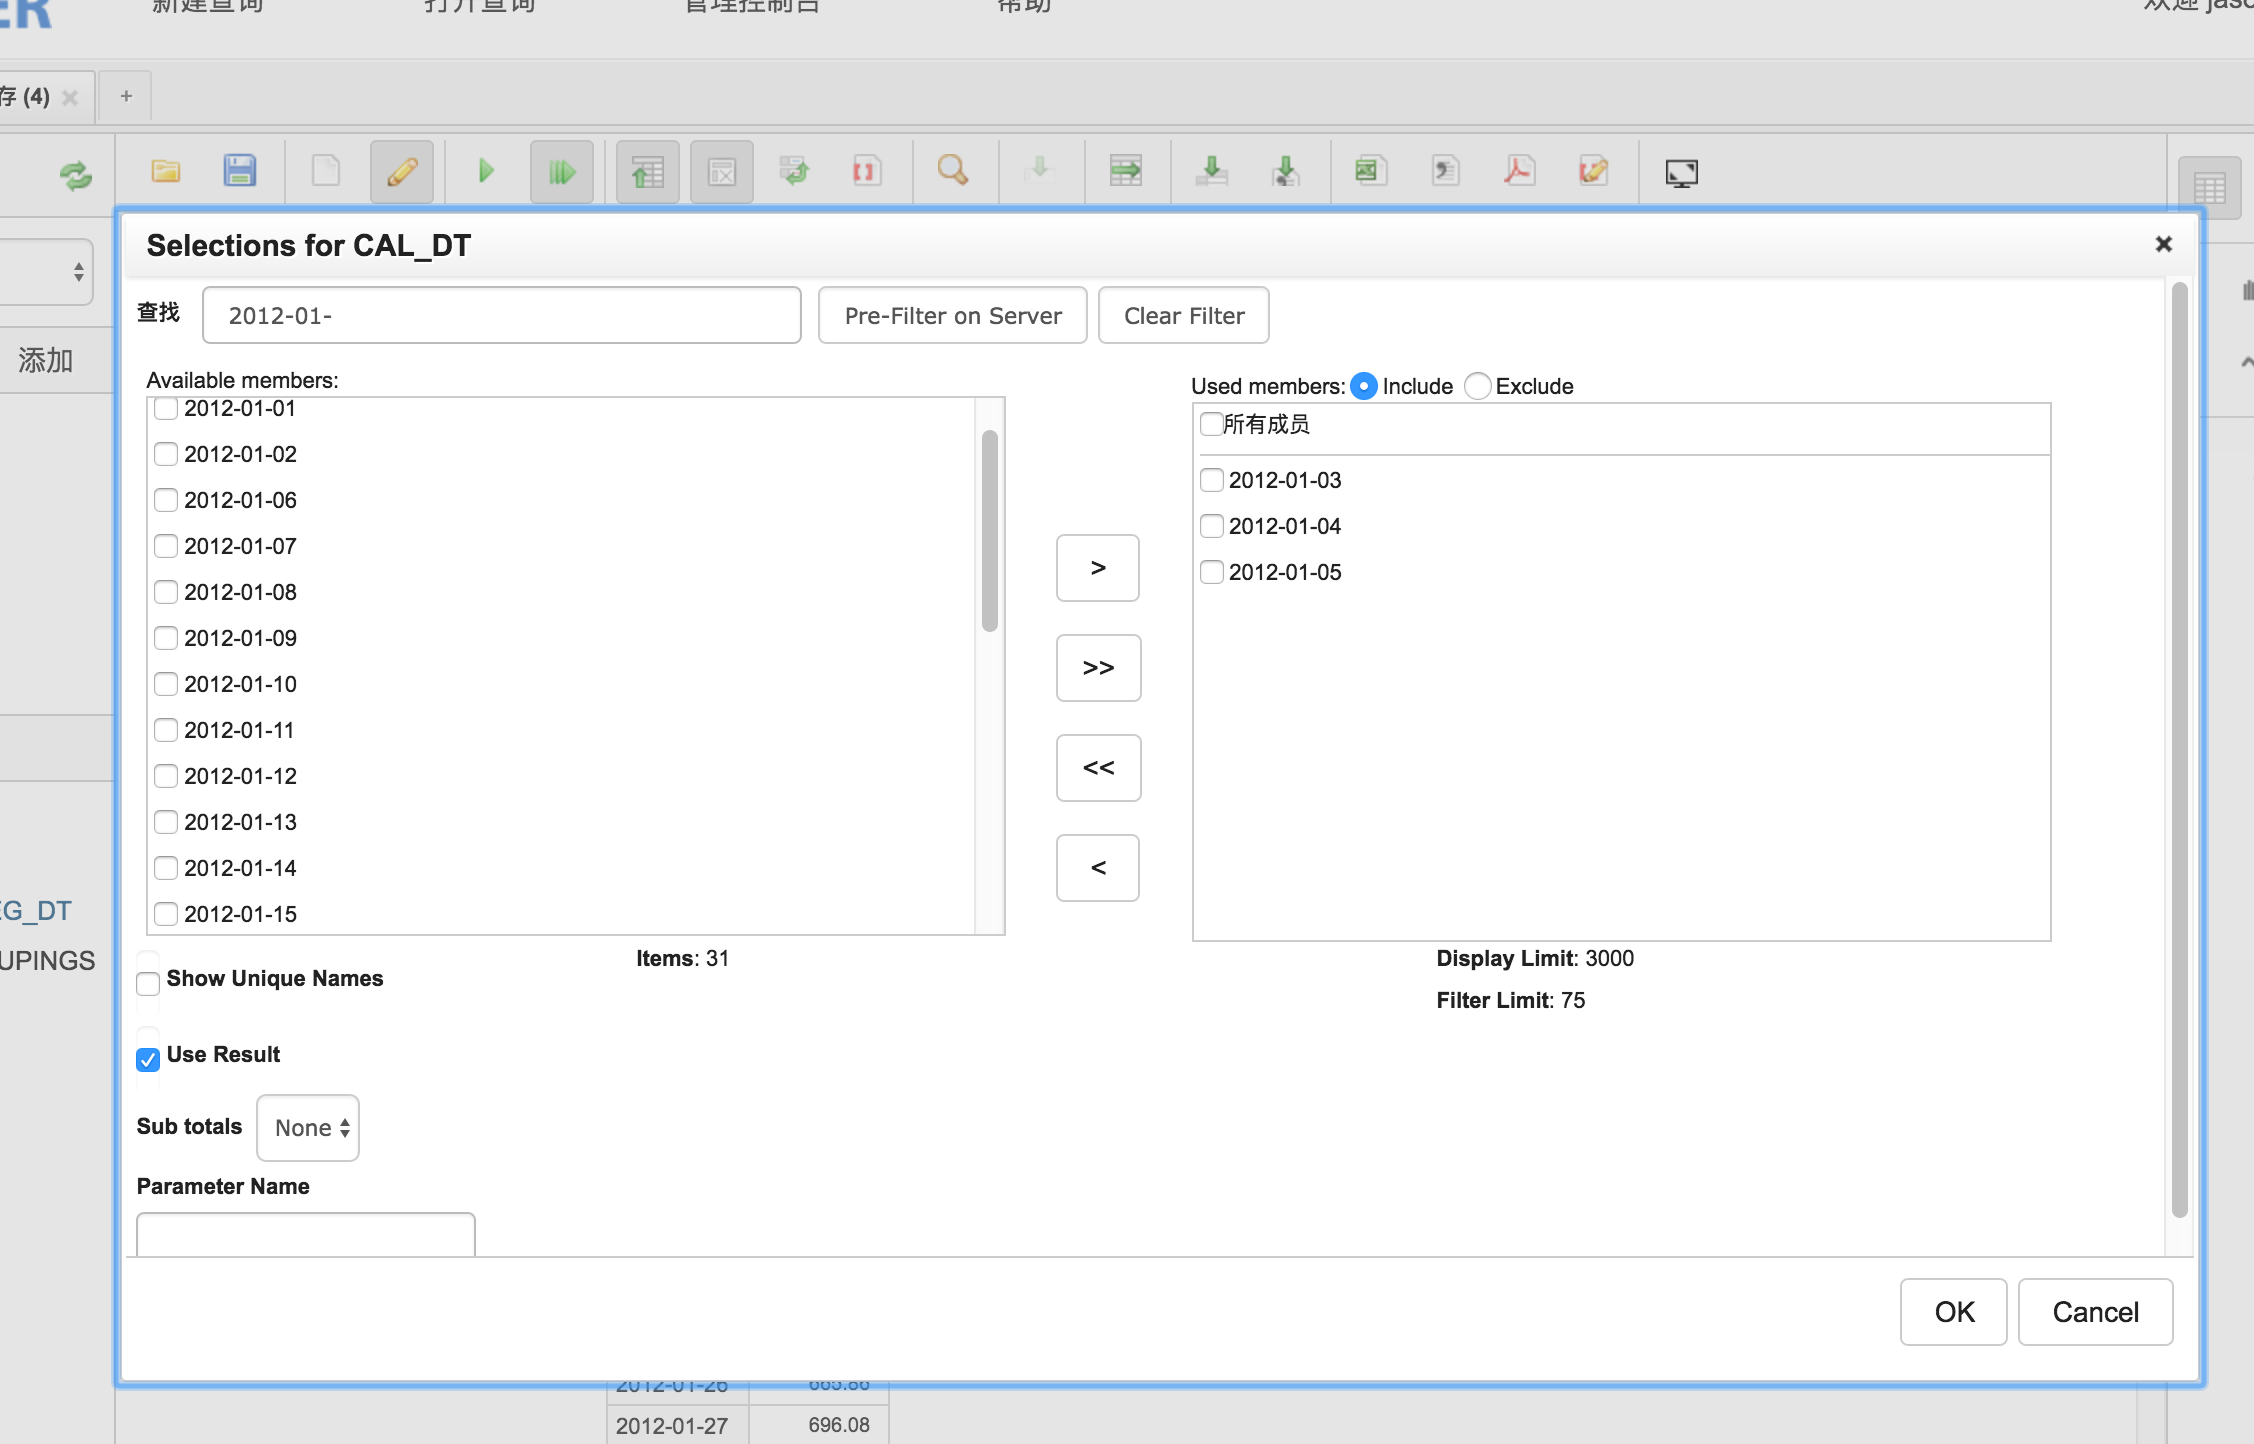 ER 新建查询 打开查询 管理控制台 帮助 欢迎 jaso
存 (4) +
Selections for CAL_DT
查找 2012-01- Pre-Filter on Server Clear Filter
添加
Available members:
Used members: Include Exclude
2012-01-01
2012-01-02
2012-01-06
2012-01-07
2012-01-08
2012-01-09
2012-01-10
2012-01-11
2012-01-12
2012-01-13
2012-01-14
2012-01-15
>
>>
<<
<
所有成员
2012-01-03
2012-01-04
2012-01-05
EG_DT
UPINGS
Items: 31
Display Limit: 3000
Filter Limit: 75
Show Unique Names
Use Result
Sub totals None
Parameter Name
OK Cancel
2012-01-26 665.86
2012-01-27 696.08